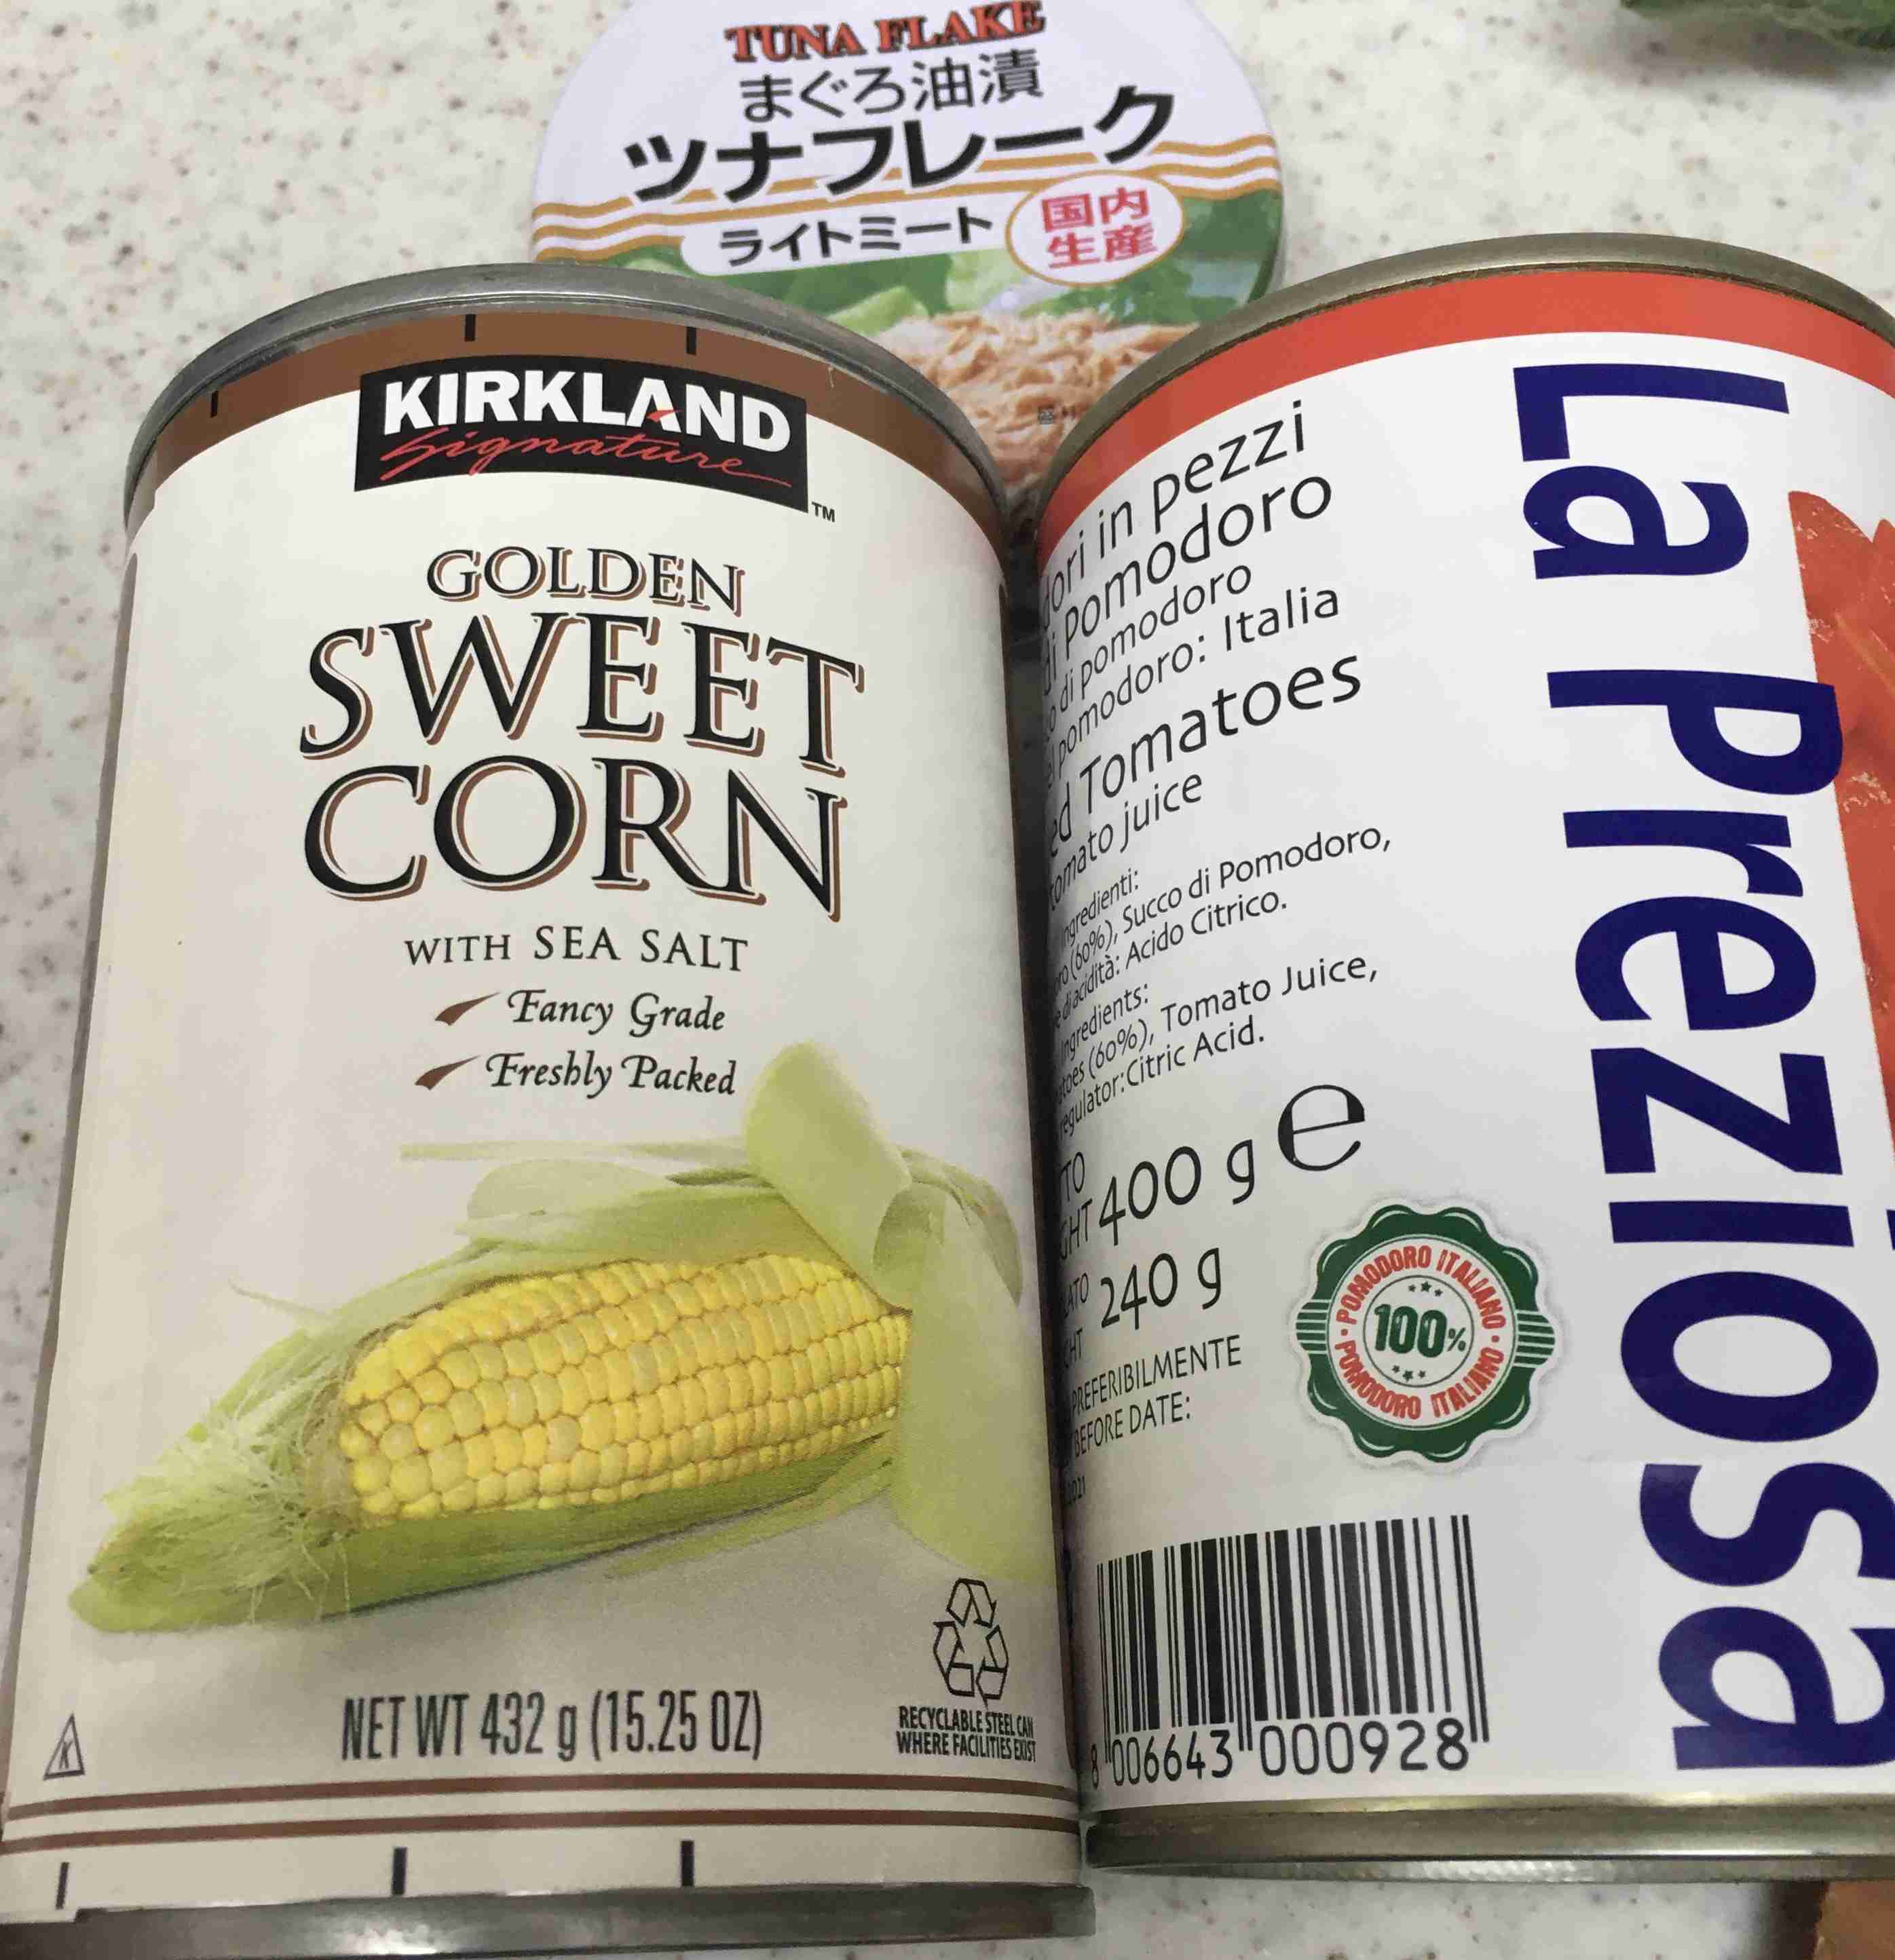 TUNA FLAKE
まぐろ油漬
ツナフレーク
ライトミート
国内
生産
KIRKLAND
Signature
TM
GOLDEN
SWEET
CORN
WITH SEA SALT
Fancy Grade
Freshly Packed
NET WT 432 g (15.25 OZ)
RECYCLABLE STEEL CAN
WHERE FACILITIES EXIST
K
in pezzi
pomodoro
di pomodoro
pomodoro: Italia
Tomatoes
juice
(60%), Succo di Pomodoro,
acidità: Acido Citrico.
(60%), Tomato Juice,
regulator: Citric Acid.
400 g e
240 g
PREFERIBILMENTE
BEFORE DATE:
POMODORO ITALIANO
100%
POMODORO ITALIANO
8 006643 000928
La Preziosa